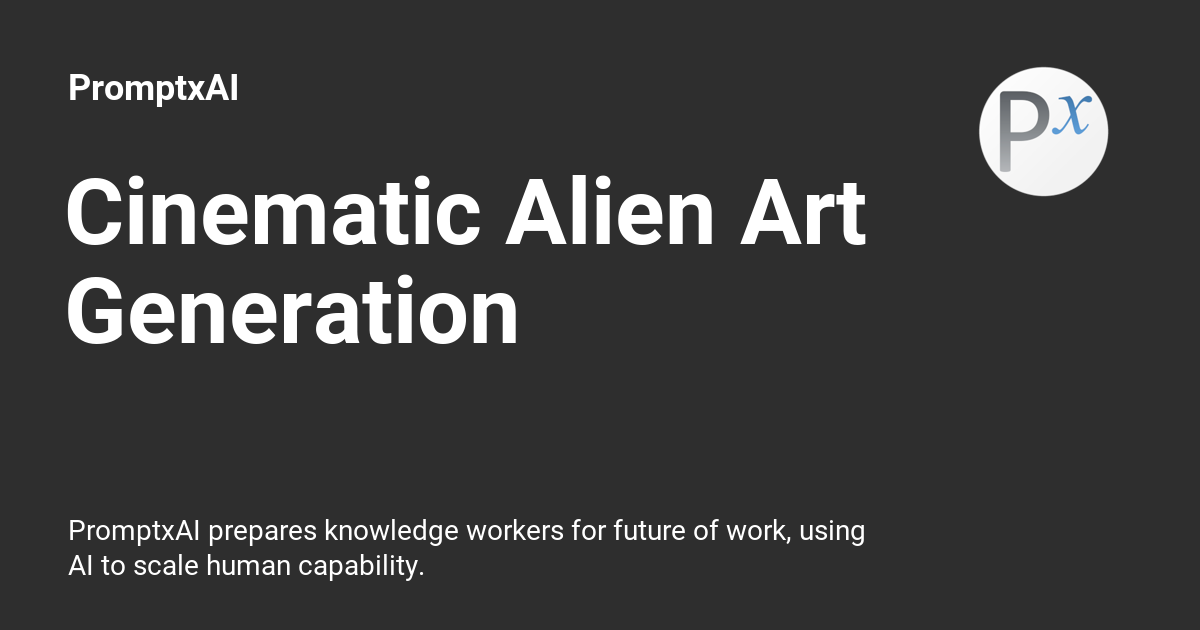 PromptxAI
Px
Cinematic Alien Art
Generation
PromptxAI prepares knowledge workers for future of work, using
AI to scale human capability.